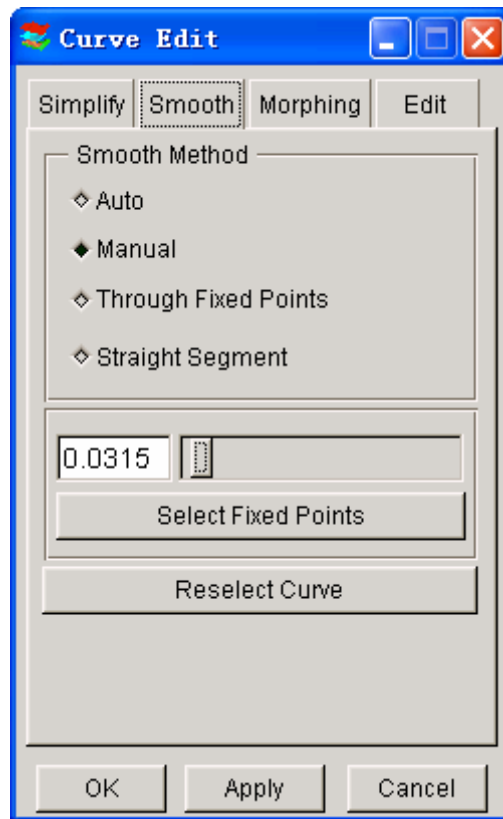 Curve Edit
Simplify Smooth Morphing Edit
Smooth Method
Auto
Manual
Through Fixed Points
Straight Segment
0.0315
Select Fixed Points
Reselect Curve
OK Apply Cancel